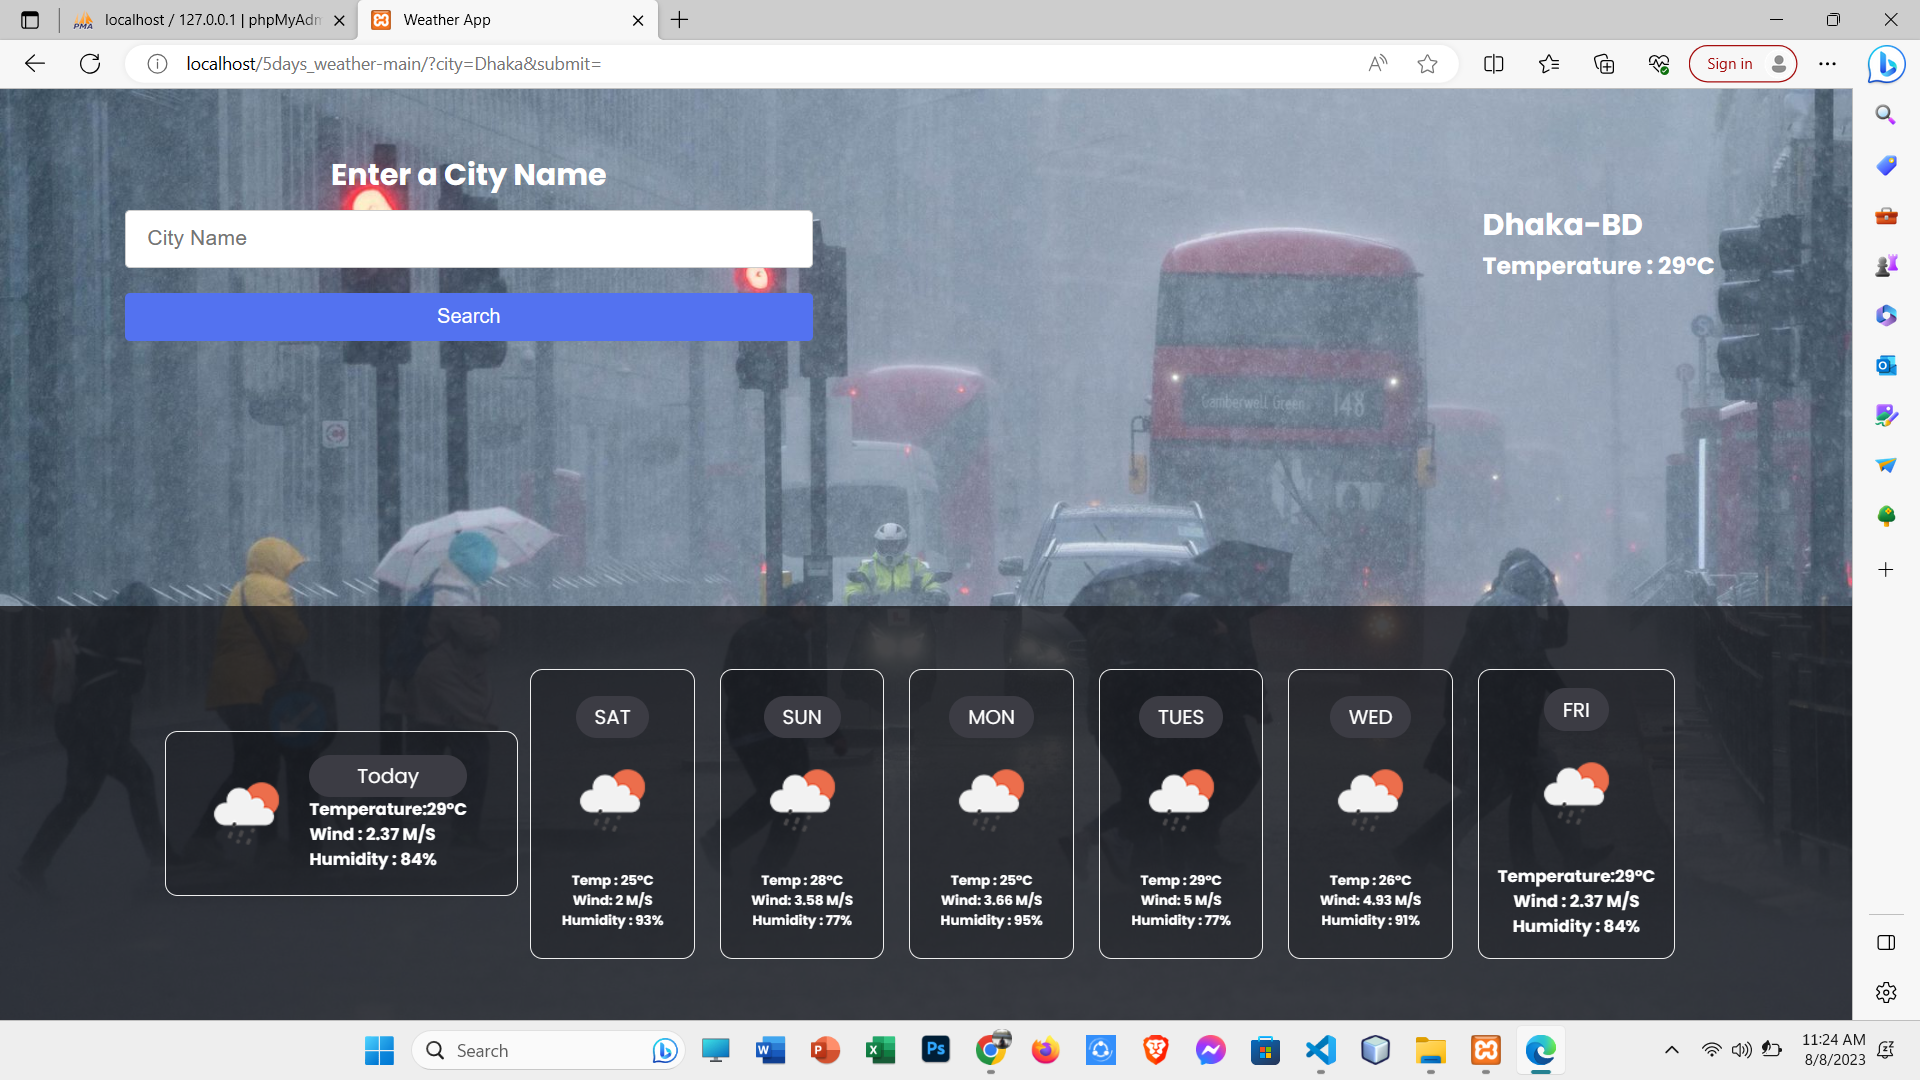 localhost / 127.0.0.1 | phpMyAdm
Weather App
localhost/5days_weather-main/?city=Dhaka&submit=
Sign in
Enter a City Name
City Name
Search
Dhaka-BD
Temperature : 29°C
Camberwell Green 148
Today
Temperature:29°C
Wind : 2.37 M/S
Humidity : 84%
SAT
Temp : 25°C
Wind: 2 M/S
Humidity : 93%
SUN
Temp : 28°C
Wind: 3.58 M/S
Humidity : 77%
MON
Temp : 25°C
Wind: 3.66 M/S
Humidity : 95%
TUES
Temp : 29°C
Wind: 5 M/S
Humidity : 77%
WED
Temp : 26°C
Wind: 4.93 M/S
Humidity : 91%
FRI
Temperature:29°C
Wind : 2.37 M/S
Humidity : 84%
Search
11:24 AM
8/8/2023